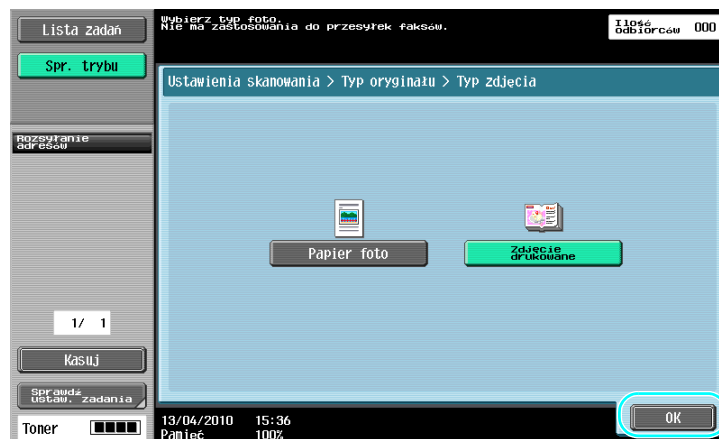 Lista zadań
Spr. trybu
Rozsyłanie
adresów
1/ 1
Kasuj
Sprawdź
ustaw. zadania
Toner
Wybierz typ foto.
Nie ma zastosowania do przesyłek faksów.
Ilość
odbiorców 000
Ustawienia skanowania > Typ oryginału > Typ zdjęcia
Papier foto
Zdjęcie
drukowane
OK
13/04/2010 15:36
Pamięć 100%